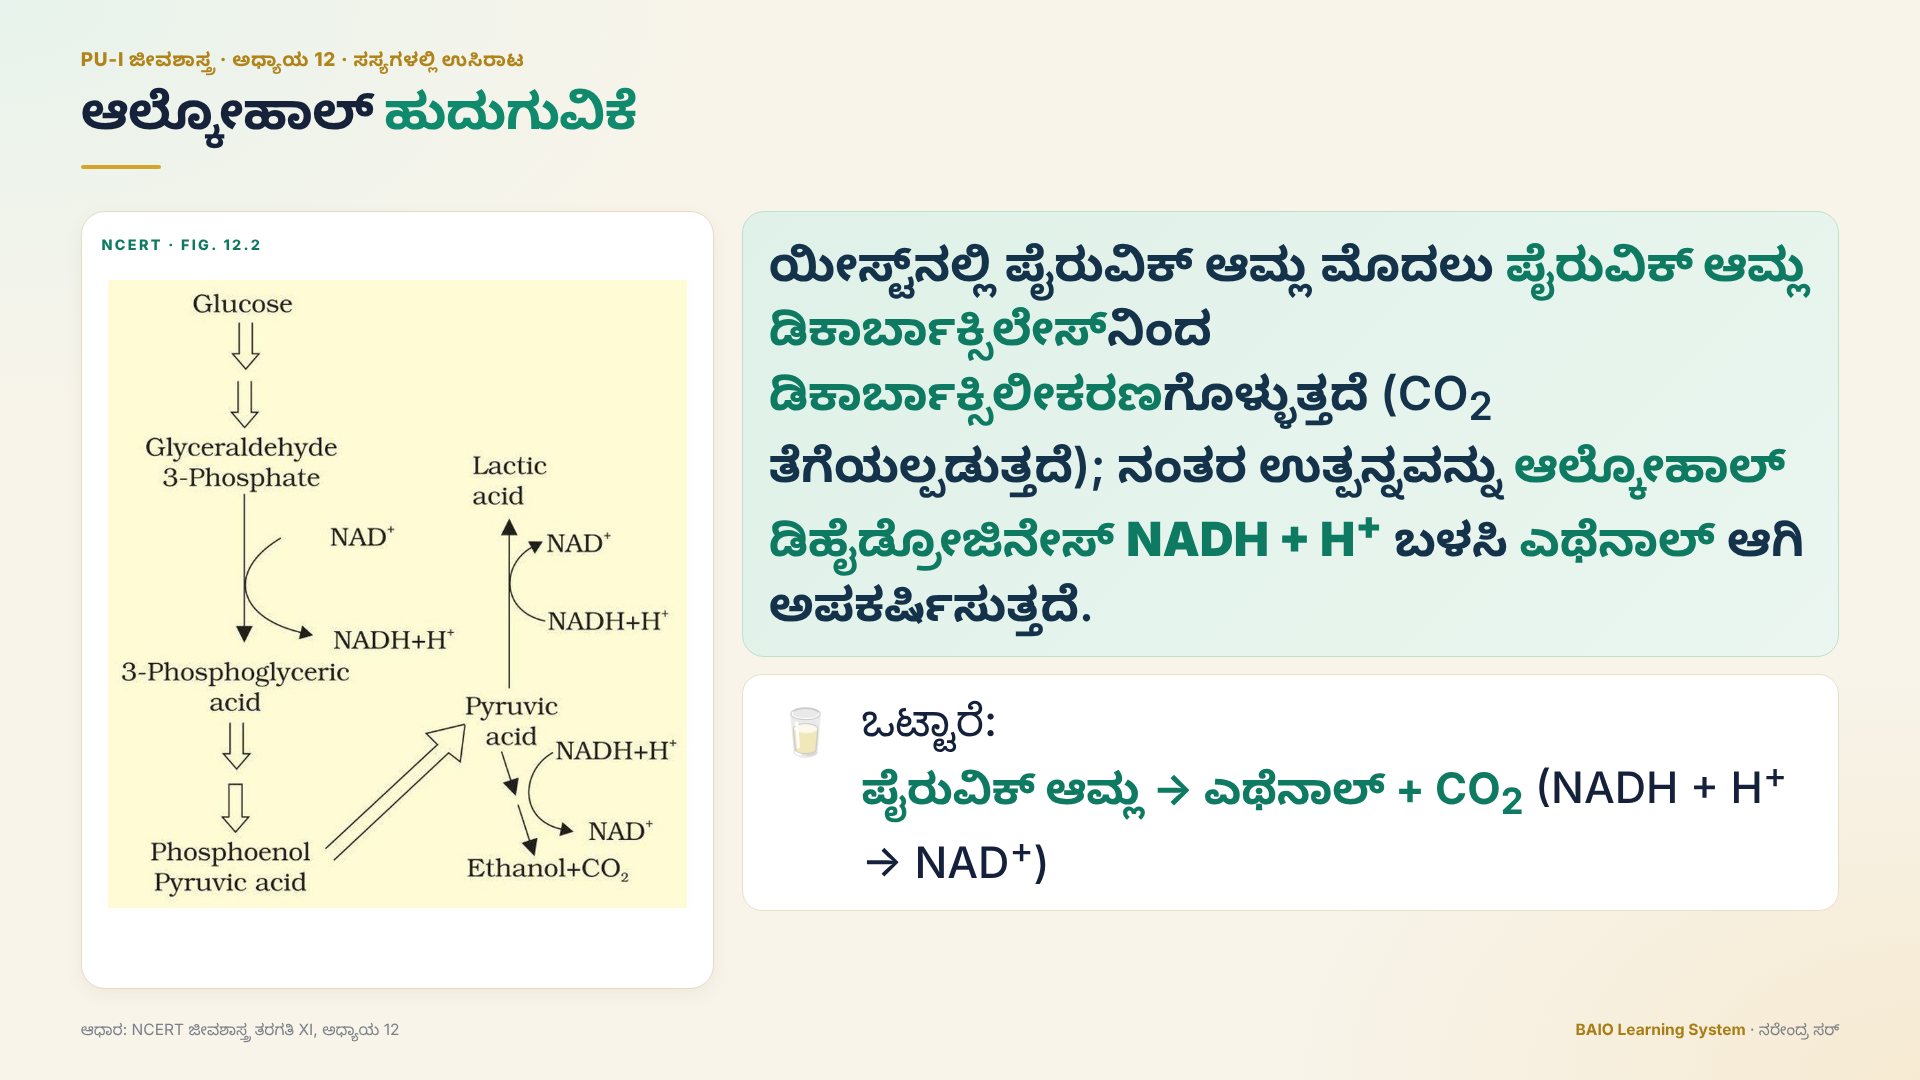 PU-I ಜೀವಶಾಸ್ತ್ರ · ಅಧ್ಯಾಯ 12 · ಸಸ್ಯಗಳಲ್ಲಿ ಉಸಿರಾಟ
ಆಲ್ಕೋಹಾಲ್ ಹುದುಗುವಿಕೆ
NCERT · FIG. 12.2
Glucose
Glyceraldehyde
3-Phosphate
NAD⁺
NADH+H⁺
3-Phosphoglyceric
acid
Phosphoenol
Pyruvic acid
Lactic
acid
NAD⁺
NADH+H⁺
Pyruvic
acid
NADH+H⁺
NAD⁺
Ethanol+CO₂
ಯೀಸ್ಟ್‌ನಲ್ಲಿ ಪೈರುವಿಕ್ ಆಮ್ಲ ಮೊದಲು ಪೈರುವಿಕ್ ಆಮ್ಲ
ಡಿಕಾರ್ಬಾಕ್ಸಿಲೇಸ್‌ನಿಂದ
ಡಿಕಾರ್ಬಾಕ್ಸಿಲೀಕರಣಗೊಳ್ಳುತ್ತದೆ (CO₂
ತೆಗೆಯಲ್ಪಡುತ್ತದೆ); ನಂತರ ಉತ್ಪನ್ನವನ್ನು ಆಲ್ಕೋಹಾಲ್
ಡಿಹೈಡ್ರೋಜಿನೇಸ್ NADH + H⁺ ಬಳಸಿ ಎಥೆನಾಲ್ ಆಗಿ
ಅಪಕರ್ಷಿಸುತ್ತದೆ.
ಒಟ್ಟಾರೆ:
ಪೈರುವಿಕ್ ಆಮ್ಲ → ಎಥೆನಾಲ್ + CO₂ (NADH + H⁺
→ NAD⁺)
ಆಧಾರ: NCERT ಜೀವಶಾಸ್ತ್ರ ತರಗತಿ XI, ಅಧ್ಯಾಯ 12
BAIO Learning System · ನರೇಂದ್ರ ಸರ್